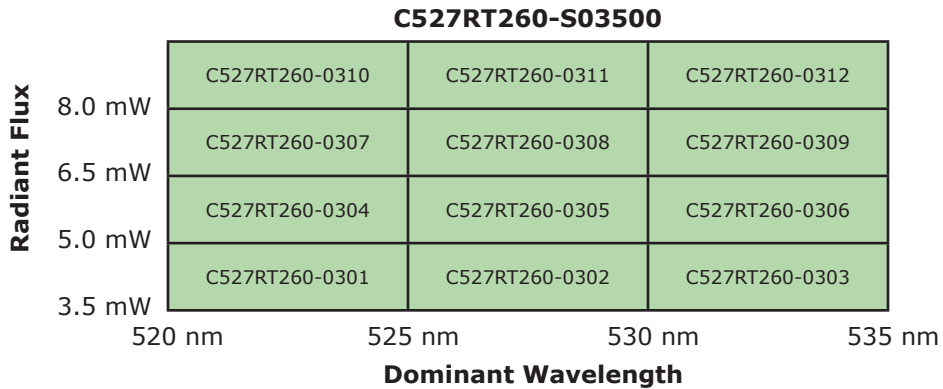 C527RT260-S03500
Radiant Flux
C527RT260-0310 C527RT260-0311 C527RT260-0312
8.0 mW
C527RT260-0307 C527RT260-0308 C527RT260-0309
6.5 mW
C527RT260-0304 C527RT260-0305 C527RT260-0306
5.0 mW
C527RT260-0301 C527RT260-0302 C527RT260-0303
3.5 mW
520 nm 525 nm 530 nm 535 nm
Dominant Wavelength